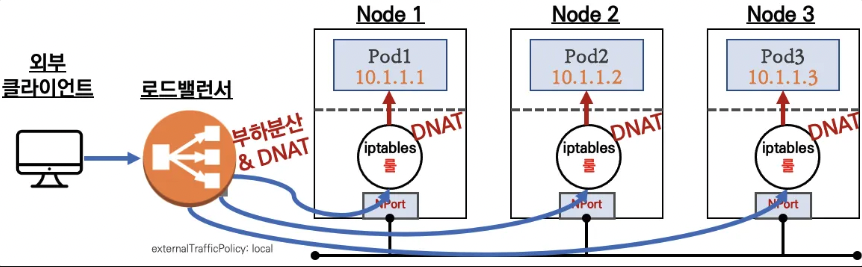 Node 1
Node 2
Node 3
Pod1
10.1.1.1
Pod2
10.1.1.2
Pod3
10.1.1.3
외부
클라이언트
로드밸런서
부하분산
& DNAT
DNAT
iptables
룰
NPort
DNAT
iptables
룰
NPort
DNAT
iptables
룰
NPort
externalTrafficPolicy: local